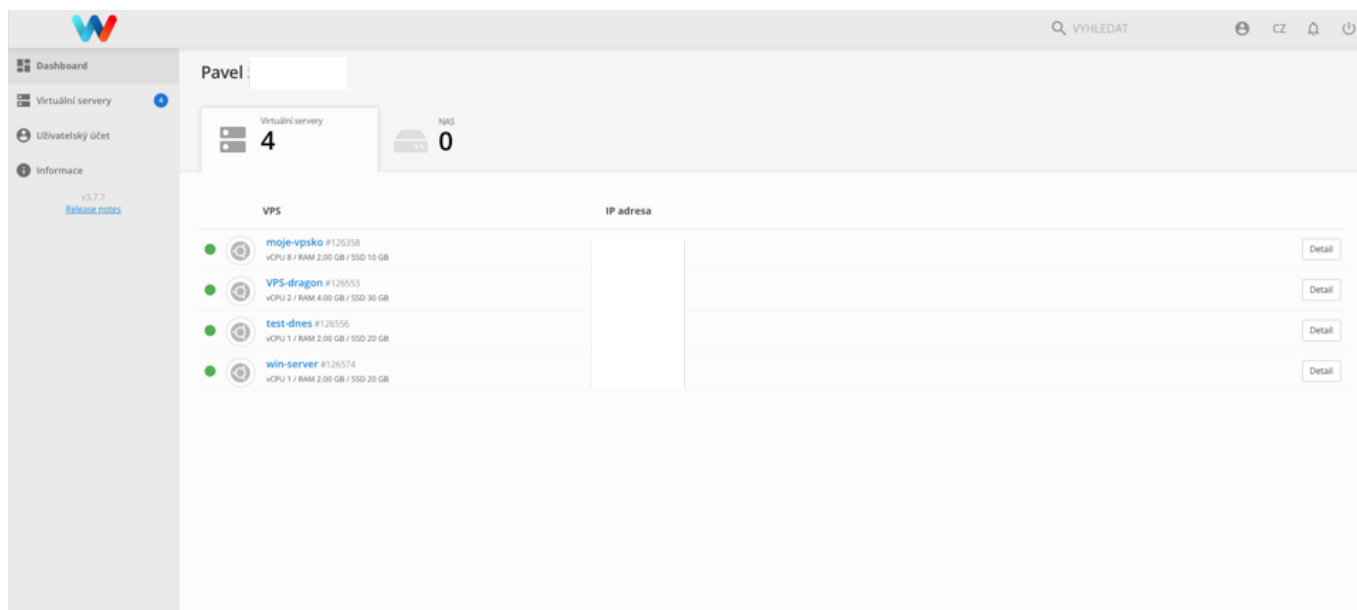 VYHLEDAT
CZ
Dashboard
Virtuální servery
4
Uživatelský účet
Informace
v3.7.7
Release notes
Pavel
Virtuální servery
4
NAS
0
VPS
IP adresa
moje-vpsko #126358
vCPU 8 / RAM 2.00 GB / SSD 10 GB
Detail
VPS-dragon #126553
vCPU 2 / RAM 4.00 GB / SSD 30 GB
Detail
test-dnes #126556
vCPU 1 / RAM 2.00 GB / SSD 20 GB
Detail
win-server #126574
vCPU 1 / RAM 2.00 GB / SSD 20 GB
Detail